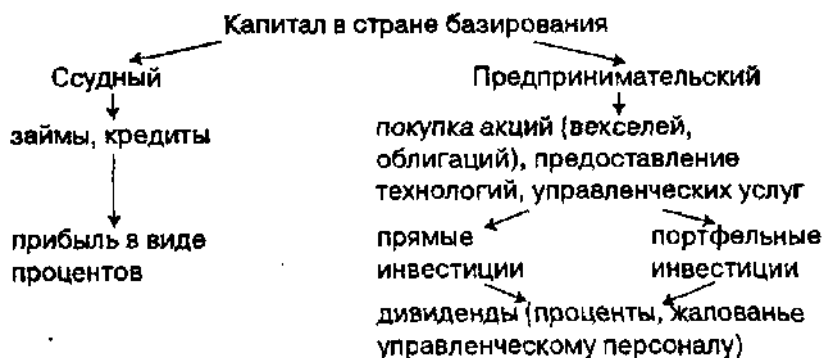 Капитал в стране базирования
Ссудный
Предпринимательский
займы, кредиты
покупка акций (векселей,
облигаций), предоставление
технологий, управленческих услуг
прибыль в виде
процентов
прямые
инвестиции
портфельные
инвестиции
дивиденды (проценты, жалованье
управленческому персоналу)